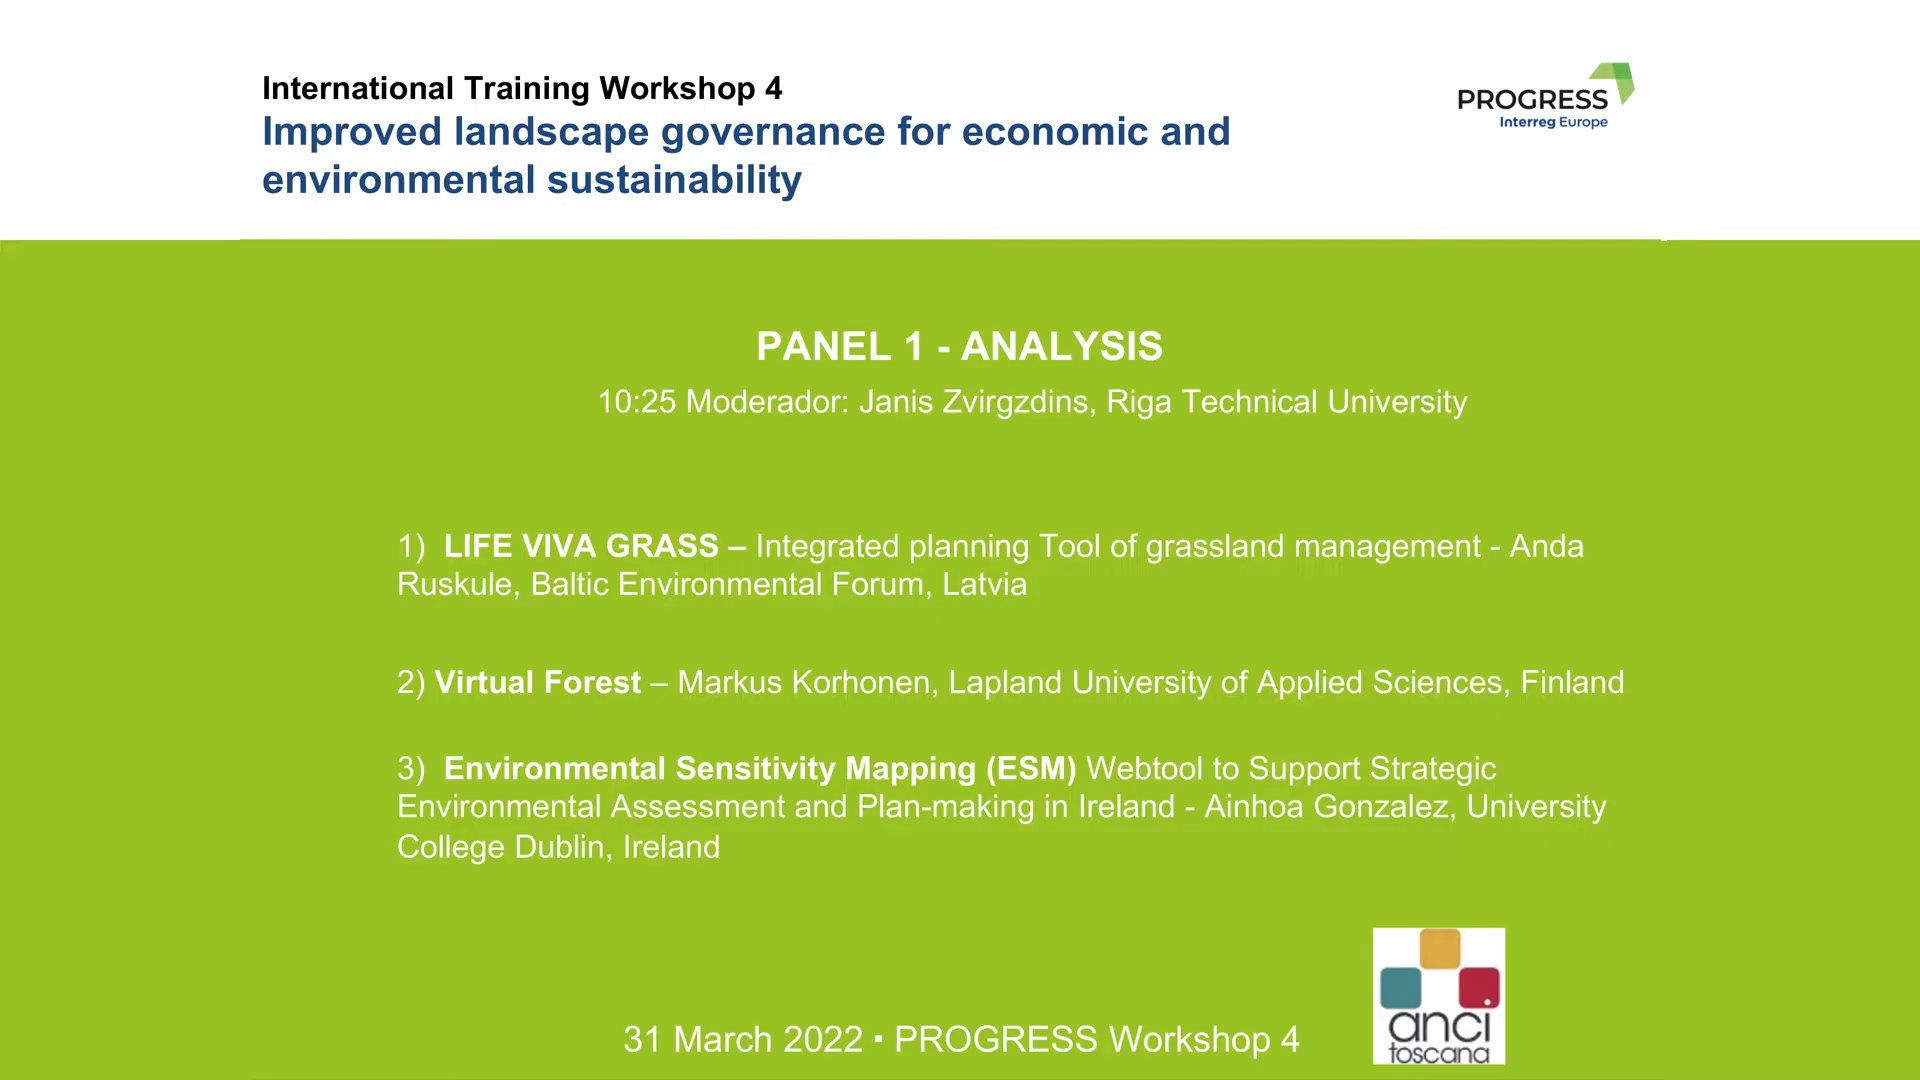 International Training Workshop 4
Improved landscape governance for economic and
environmental sustainability
PROGRESS
Interreg Europe
PANEL 1 - ANALYSIS
10:25 Moderador: Janis Zvirgzdins, Riga Technical University
1) LIFE VIVA GRASS – Integrated planning Tool of grassland management - Anda
Ruskule, Baltic Environmental Forum, Latvia
2) Virtual Forest – Markus Korhonen, Lapland University of Applied Sciences, Finland
3) Environmental Sensitivity Mapping (ESM) Webtool to Support Strategic
Environmental Assessment and Plan-making in Ireland - Ainhoa Gonzalez, University
College Dublin, Ireland
31 March 2022 ▪ PROGRESS Workshop 4
anci
toscana